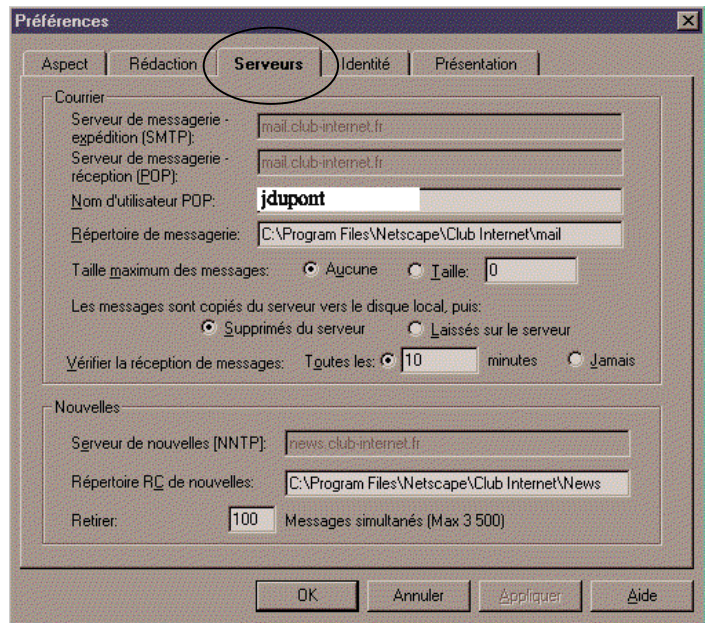 Préférences
Aspect Rédaction Serveurs Identité Présentation
Courrier
Serveur de messagerie -
expédition (SMTP): mail.club-internet.fr
Serveur de messagerie -
réception (POP): mail.club-internet.fr
Nom d'utilisateur POP: jdupont
Répertoire de messagerie: C:\Program Files\Netscape\Club Internet\mail
Taille maximum des messages: Aucune Taille: 0
Les messages sont copiés du serveur vers le disque local, puis:
Supprimés du serveur Laissés sur le serveur
Vérifier la réception de messages: Toutes les: 10 minutes Jamais
Nouvelles
Serveur de nouvelles [NNTP]: news.club-internet.fr
Répertoire RC de nouvelles: C:\Program Files\Netscape\Club Internet\News
Retirer: 100 Messages simultanés (Max 3 500)
OK Annuler Appliquer Aide